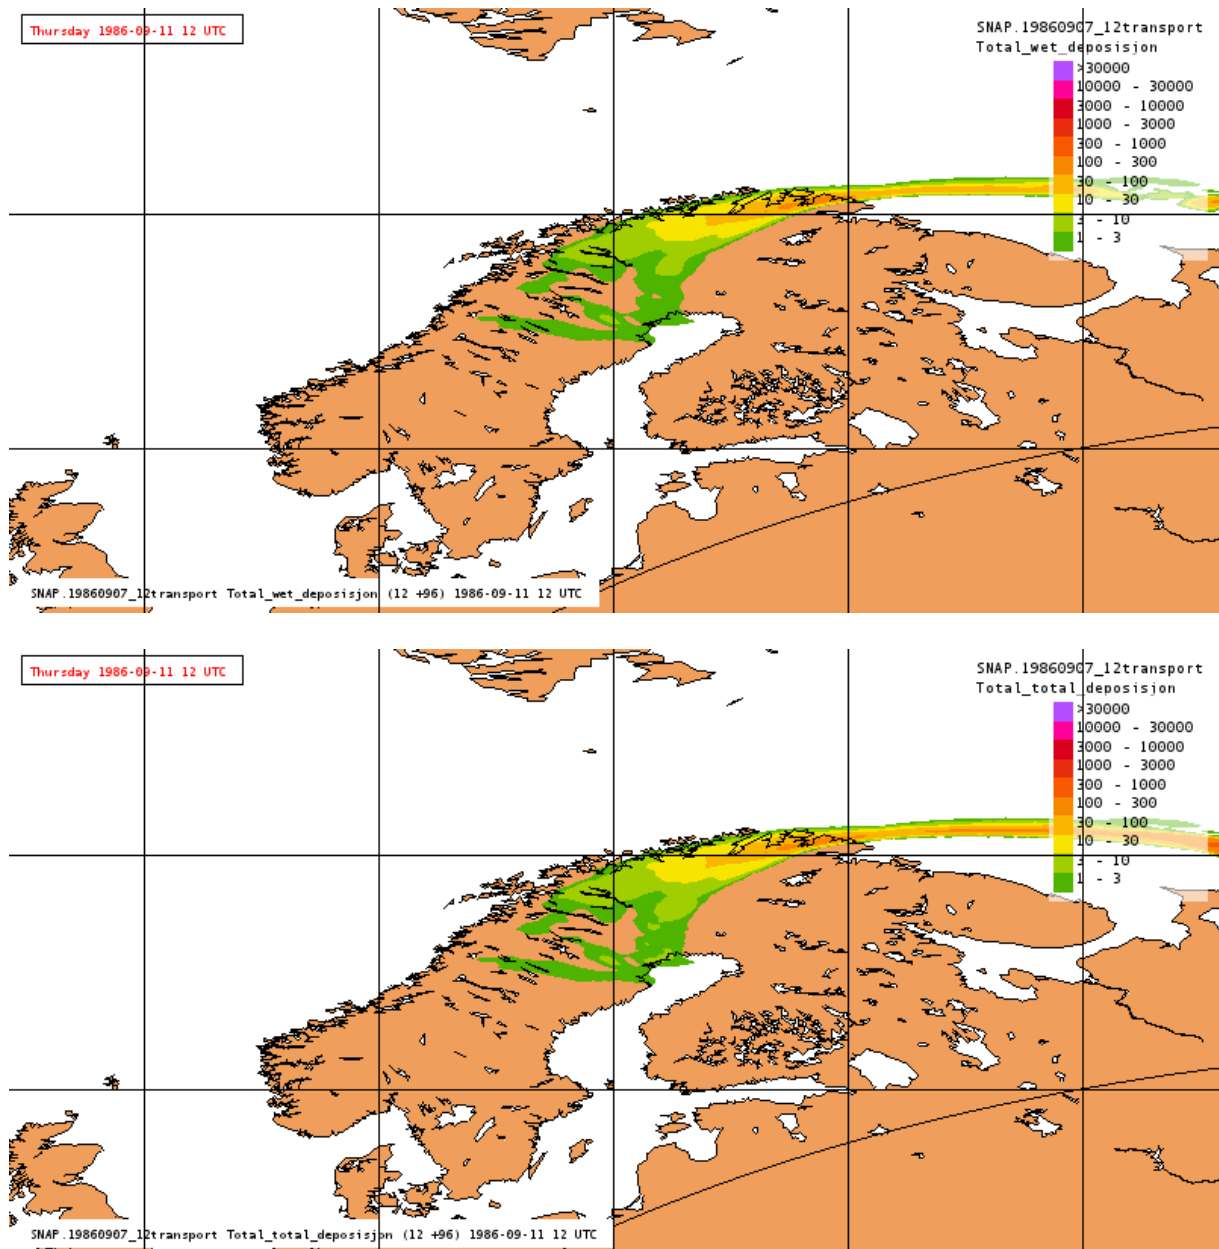 Thursday 1986-09-11 12 UTC
SNAP.19860907_12transport
Total_wet_deposisjon
>30000
10000 - 30000
3000 - 10000
1000 - 3000
300 - 1000
100 - 300
30 - 100
10 - 30
3 - 10
1 - 3
SNAP.19860907_12transport Total_wet_deposisjon (12 +96) 1986-09-11 12 UTC
Thursday 1986-09-11 12 UTC
SNAP.19860907_12transport
Total_total_deposisjon
>30000
10000 - 30000
3000 - 10000
1000 - 3000
300 - 1000
100 - 300
30 - 100
10 - 30
3 - 10
1 - 3
SNAP.19860907_12transport Total_total_deposisjon (12 +96) 1986-09-11 12 UTC